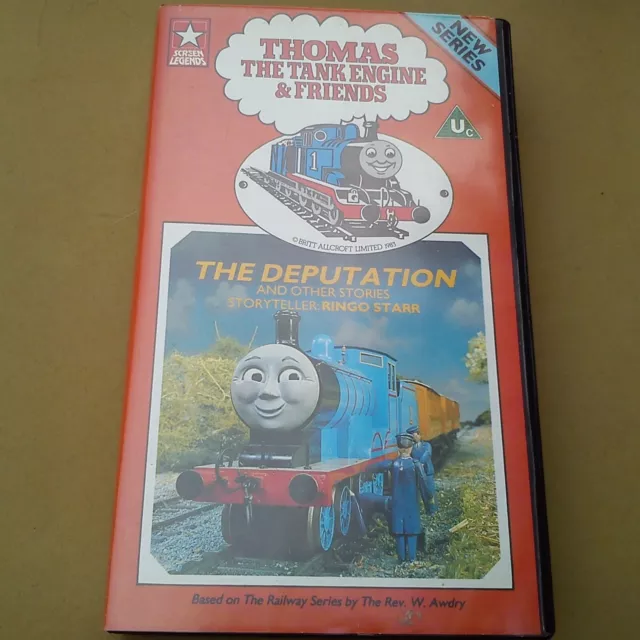 SCREEN
LEGENDS
THOMAS
THE TANK ENGINE
& FRIENDS
NEW
SERIES
Uc
1
© BRITT ALLCROFT LIMITED 1985
THE DEPUTATION
AND OTHER STORIES
STORYTELLER: RINGO STARR
Based on The Railway Series by The Rev. W. Awdry